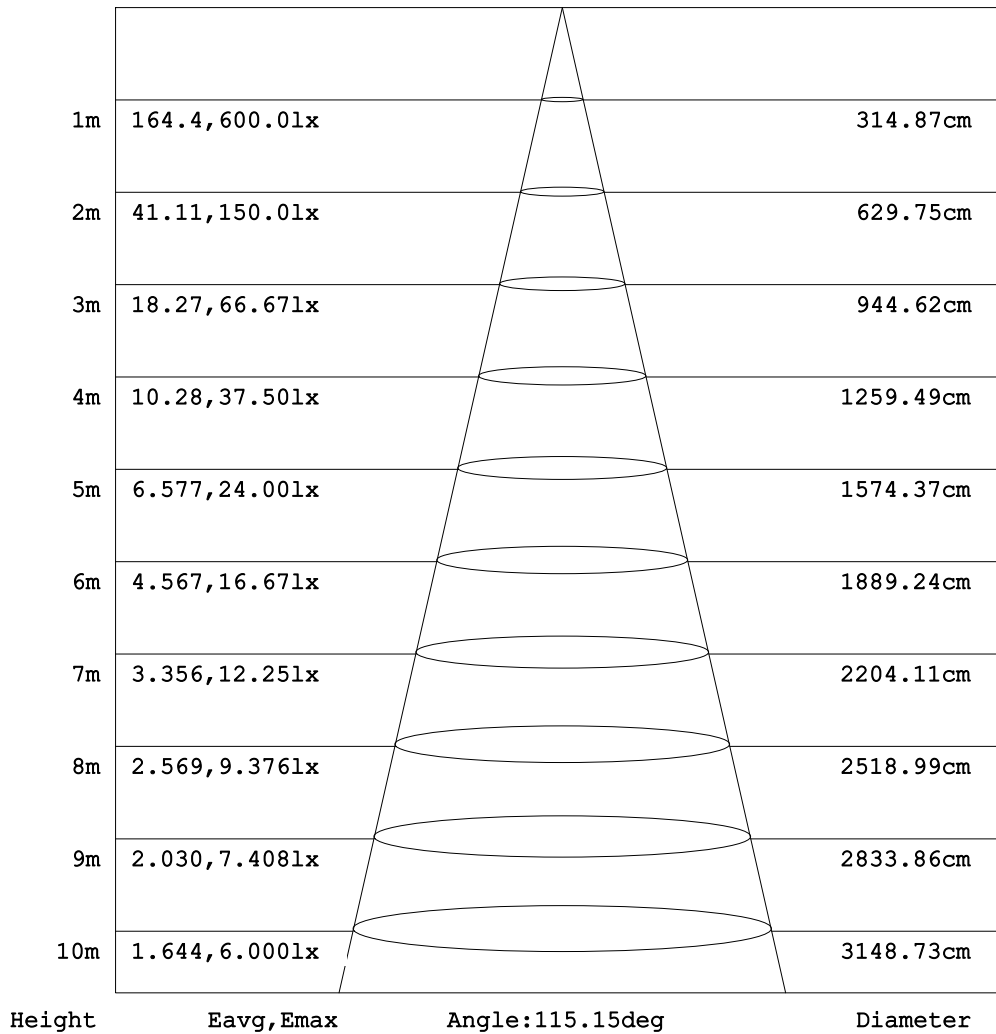 1m 164.4,600.0lx 314.87cm
2m 41.11,150.0lx 629.75cm
3m 18.27,66.67lx 944.62cm
4m 10.28,37.50lx 1259.49cm
5m 6.577,24.00lx 1574.37cm
6m 4.567,16.67lx 1889.24cm
7m 3.356,12.25lx 2204.11cm
8m 2.569,9.376lx 2518.99cm
9m 2.030,7.408lx 2833.86cm
10m 1.644,6.000lx 3148.73cm
Height Eavg,Emax Angle:115.15deg Diameter